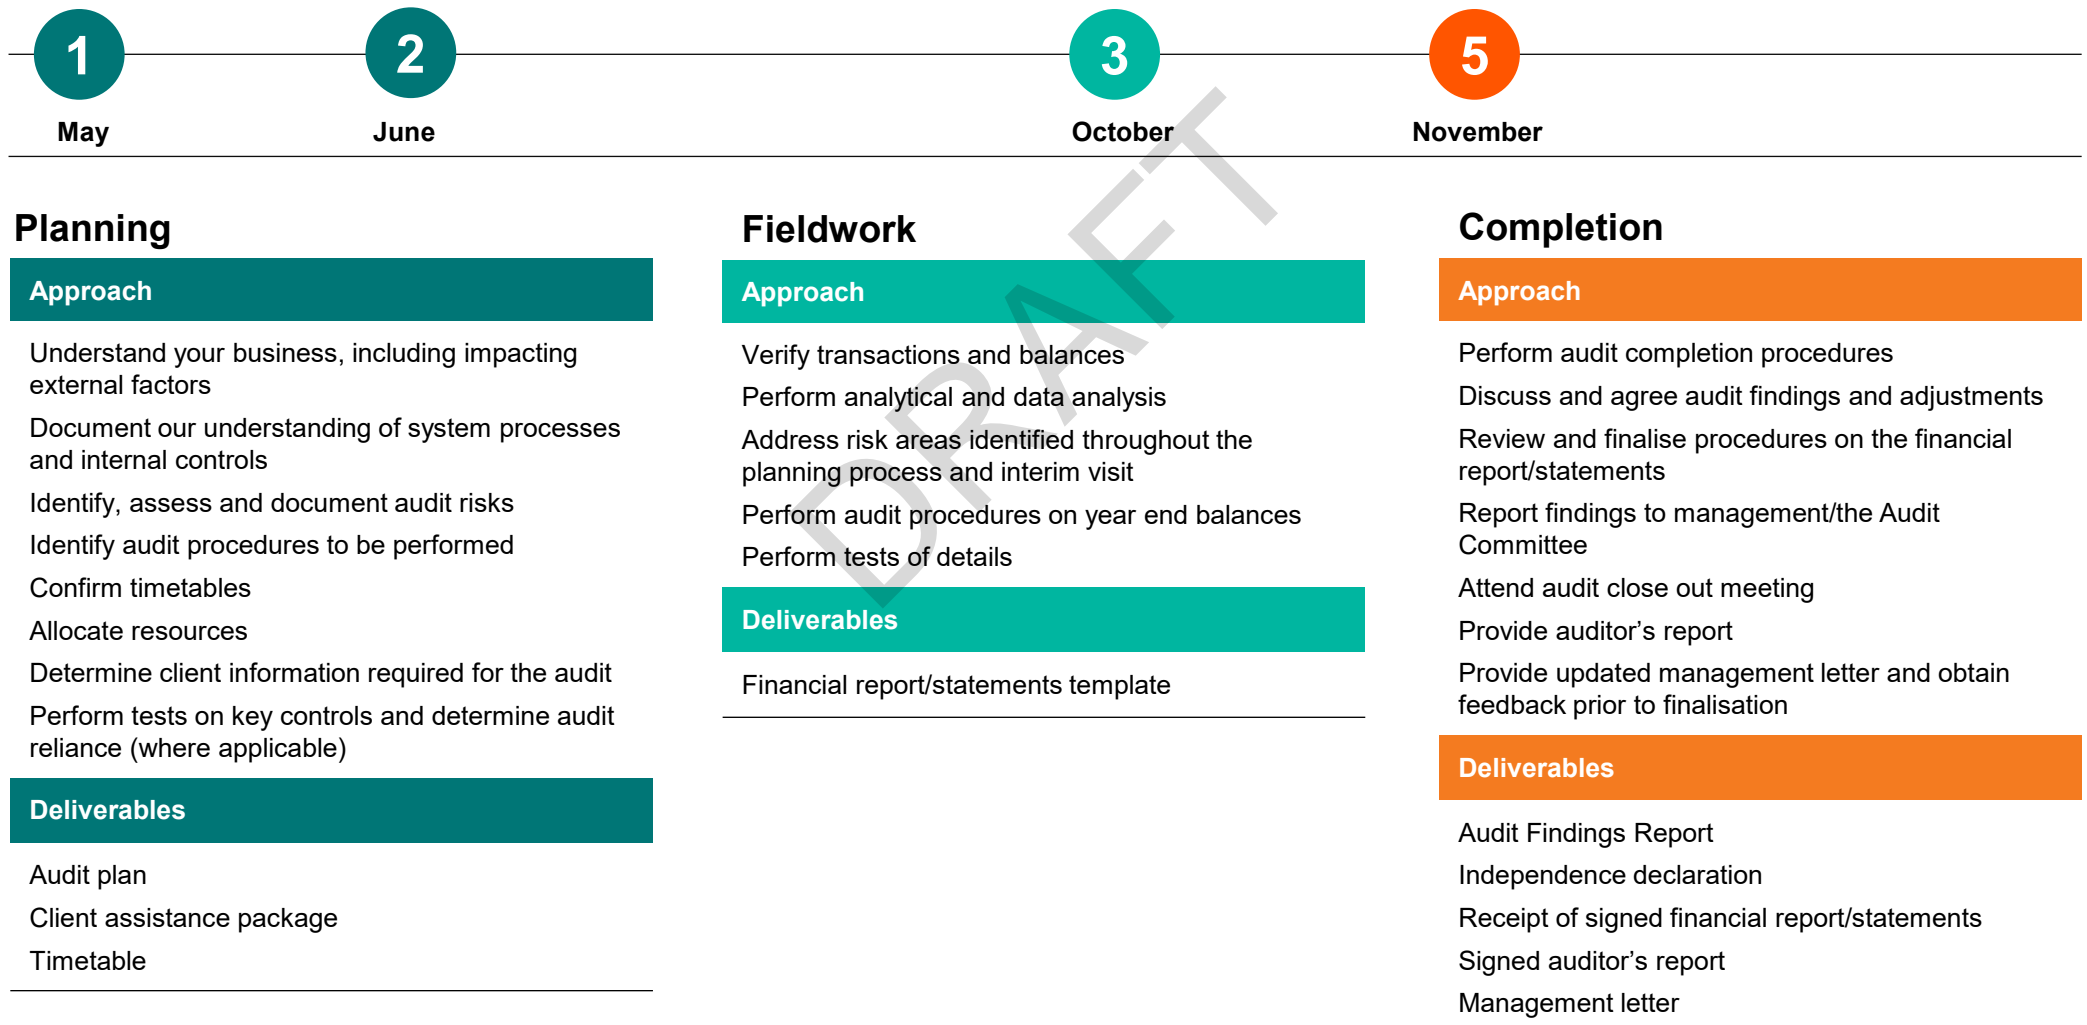 1
2
3
5
May
June
October
November
Planning
Approach
Understand your business, including impacting
external factors
Document our understanding of system processes
and internal controls
Identify, assess and document audit risks
Identify audit procedures to be performed
Confirm timetables
Allocate resources
Determine client information required for the audit
Perform tests on key controls and determine audit
reliance (where applicable)
Deliverables
Audit plan
Client assistance package
Timetable
Fieldwork
Approach
Verify transactions and balances
Perform analytical and data analysis
Address risk areas identified throughout the
planning process and interim visit
Perform audit procedures on year end balances
Perform tests of details
Deliverables
Financial report/statements template
Completion
Approach
Perform audit completion procedures
Discuss and agree audit findings and adjustments
Review and finalise procedures on the financial
report/statements
Report findings to management/the Audit
Committee
Attend audit close out meeting
Provide auditor’s report
Provide updated management letter and obtain
feedback prior to finalisation
Deliverables
Audit Findings Report
Independence declaration
Receipt of signed financial report/statements
Signed auditor’s report
Management letter
DRAFT